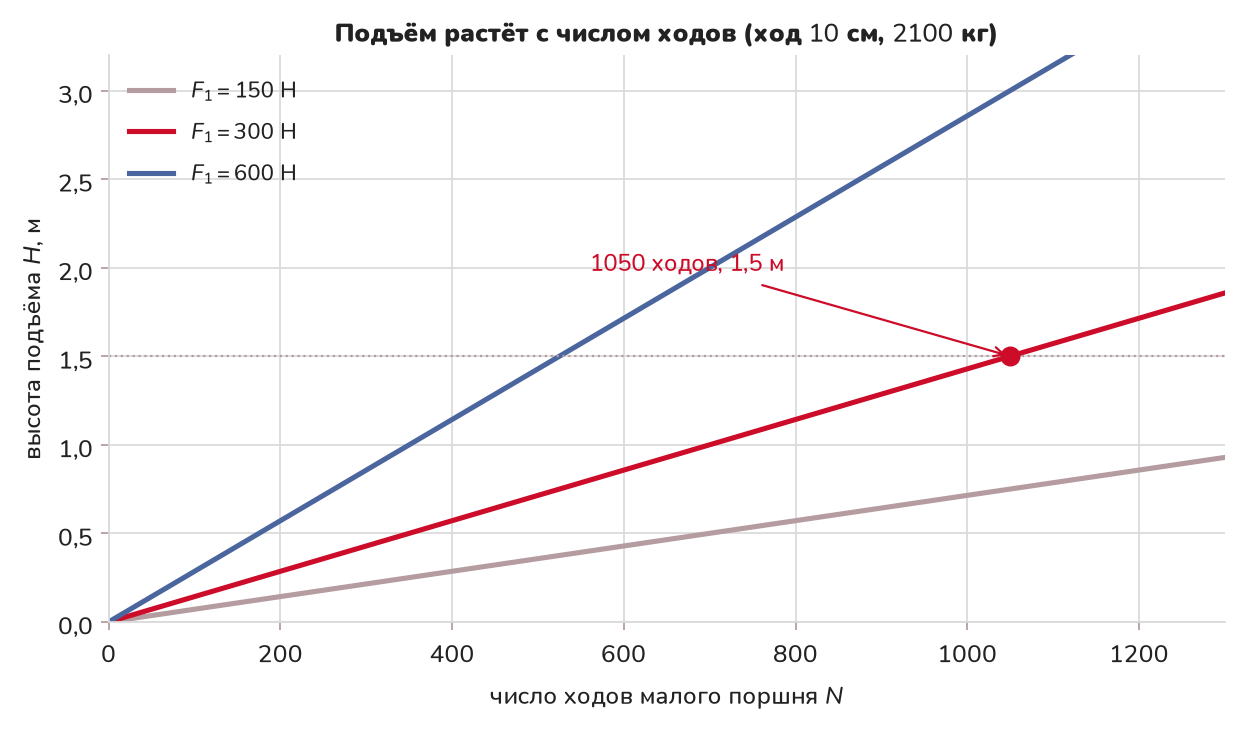 Подъём растёт с числом ходов (ход 10 см, 2100 кг)
F₁ = 150 Н
F₁ = 300 Н
F₁ = 600 Н
1050 ходов, 1,5 м
высота подъёма H, м
3,0
2,5
2,0
1,5
1,0
0,5
0,0
0 200 400 600 800 1000 1200
число ходов малого поршня N